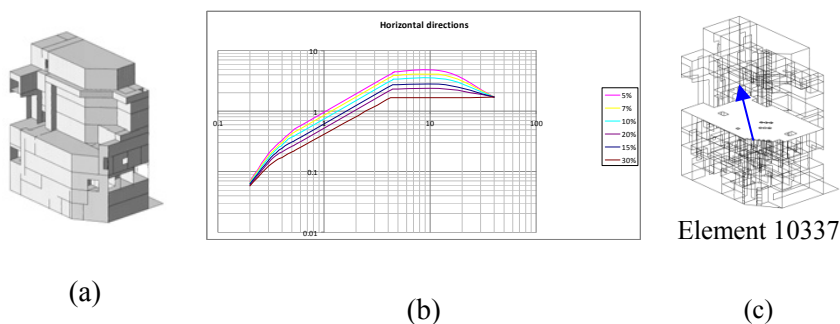 Horizontal directions
10
1
0.1
1
10
100
0.1
0.01
5%
7%
10%
20%
15%
30%
Element 10337
(a)
(b)
(c)